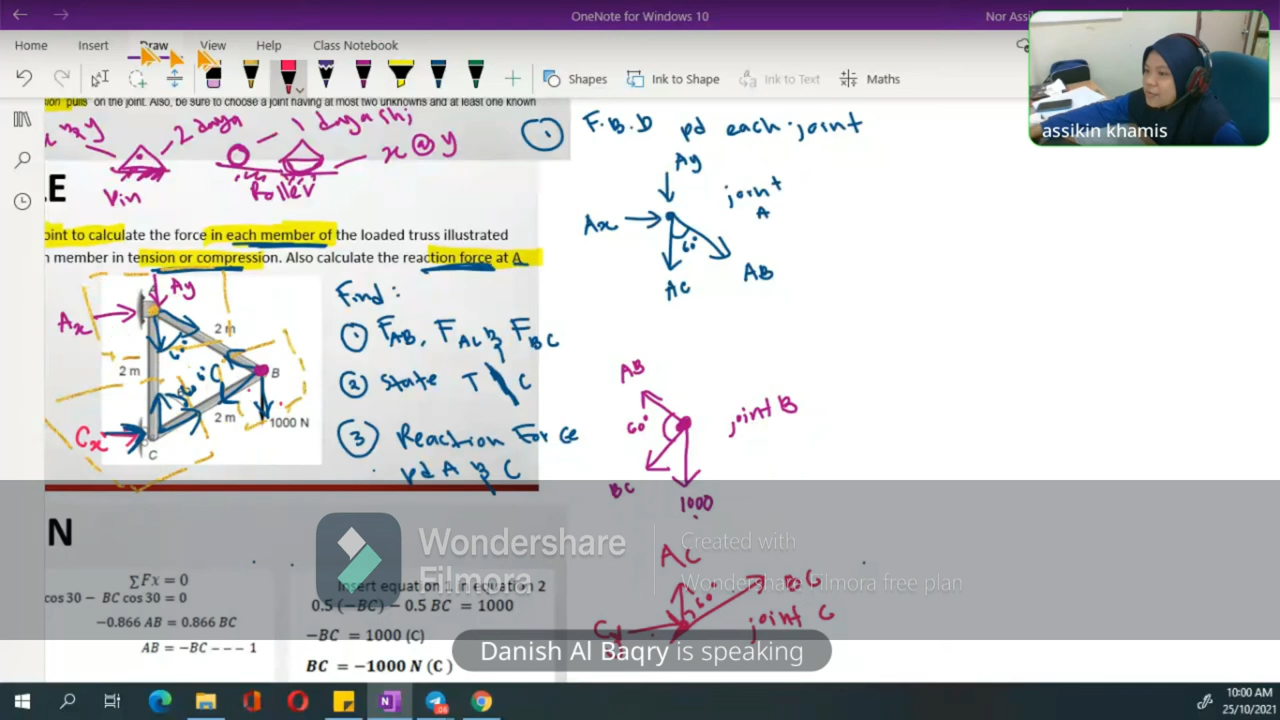 OneNote for Windows 10
Nor Assi
Home Insert Draw View Help Class Notebook
Shapes Ink to Shape Ink to Text Maths
assikin khamis
on pulls" on the joint. Also, be sure to choose a joint having at most two unknowns and at least one known
2 daya
1 daya shj
x @ y
Pin
Roller
E
oint to calculate the force in each member of the loaded truss illustrated
n member in tension or compression. Also calculate the reaction force at A
Ay
Ax
2 m
60°
2 m
B
2 m
1000 N
Cx
C
Find :
① FAB, FAC & FBC
② State T \ C
③ Reaction Force
pd A & C
① F.B.D pd each joint
Ay
Ax
joint A
60°
AC
AB
AB
60°
joint B
BC
1000
AC
BC
60°
Cy
joint C
N
∑Fx = 0
cos 30 − BC cos 30 = 0
-0.866 AB = 0.866 BC
AB = −BC --- 1
Insert equation 1 in equation 2
0.5 (−BC) − 0.5 BC = 1000
−BC = 1000 (C)
BC = −1000 N (C )
Wondershare
Filmora
Created with
Wondershare Filmora free plan
Danish Al Baqry is speaking
10:00 AM
25/10/2021